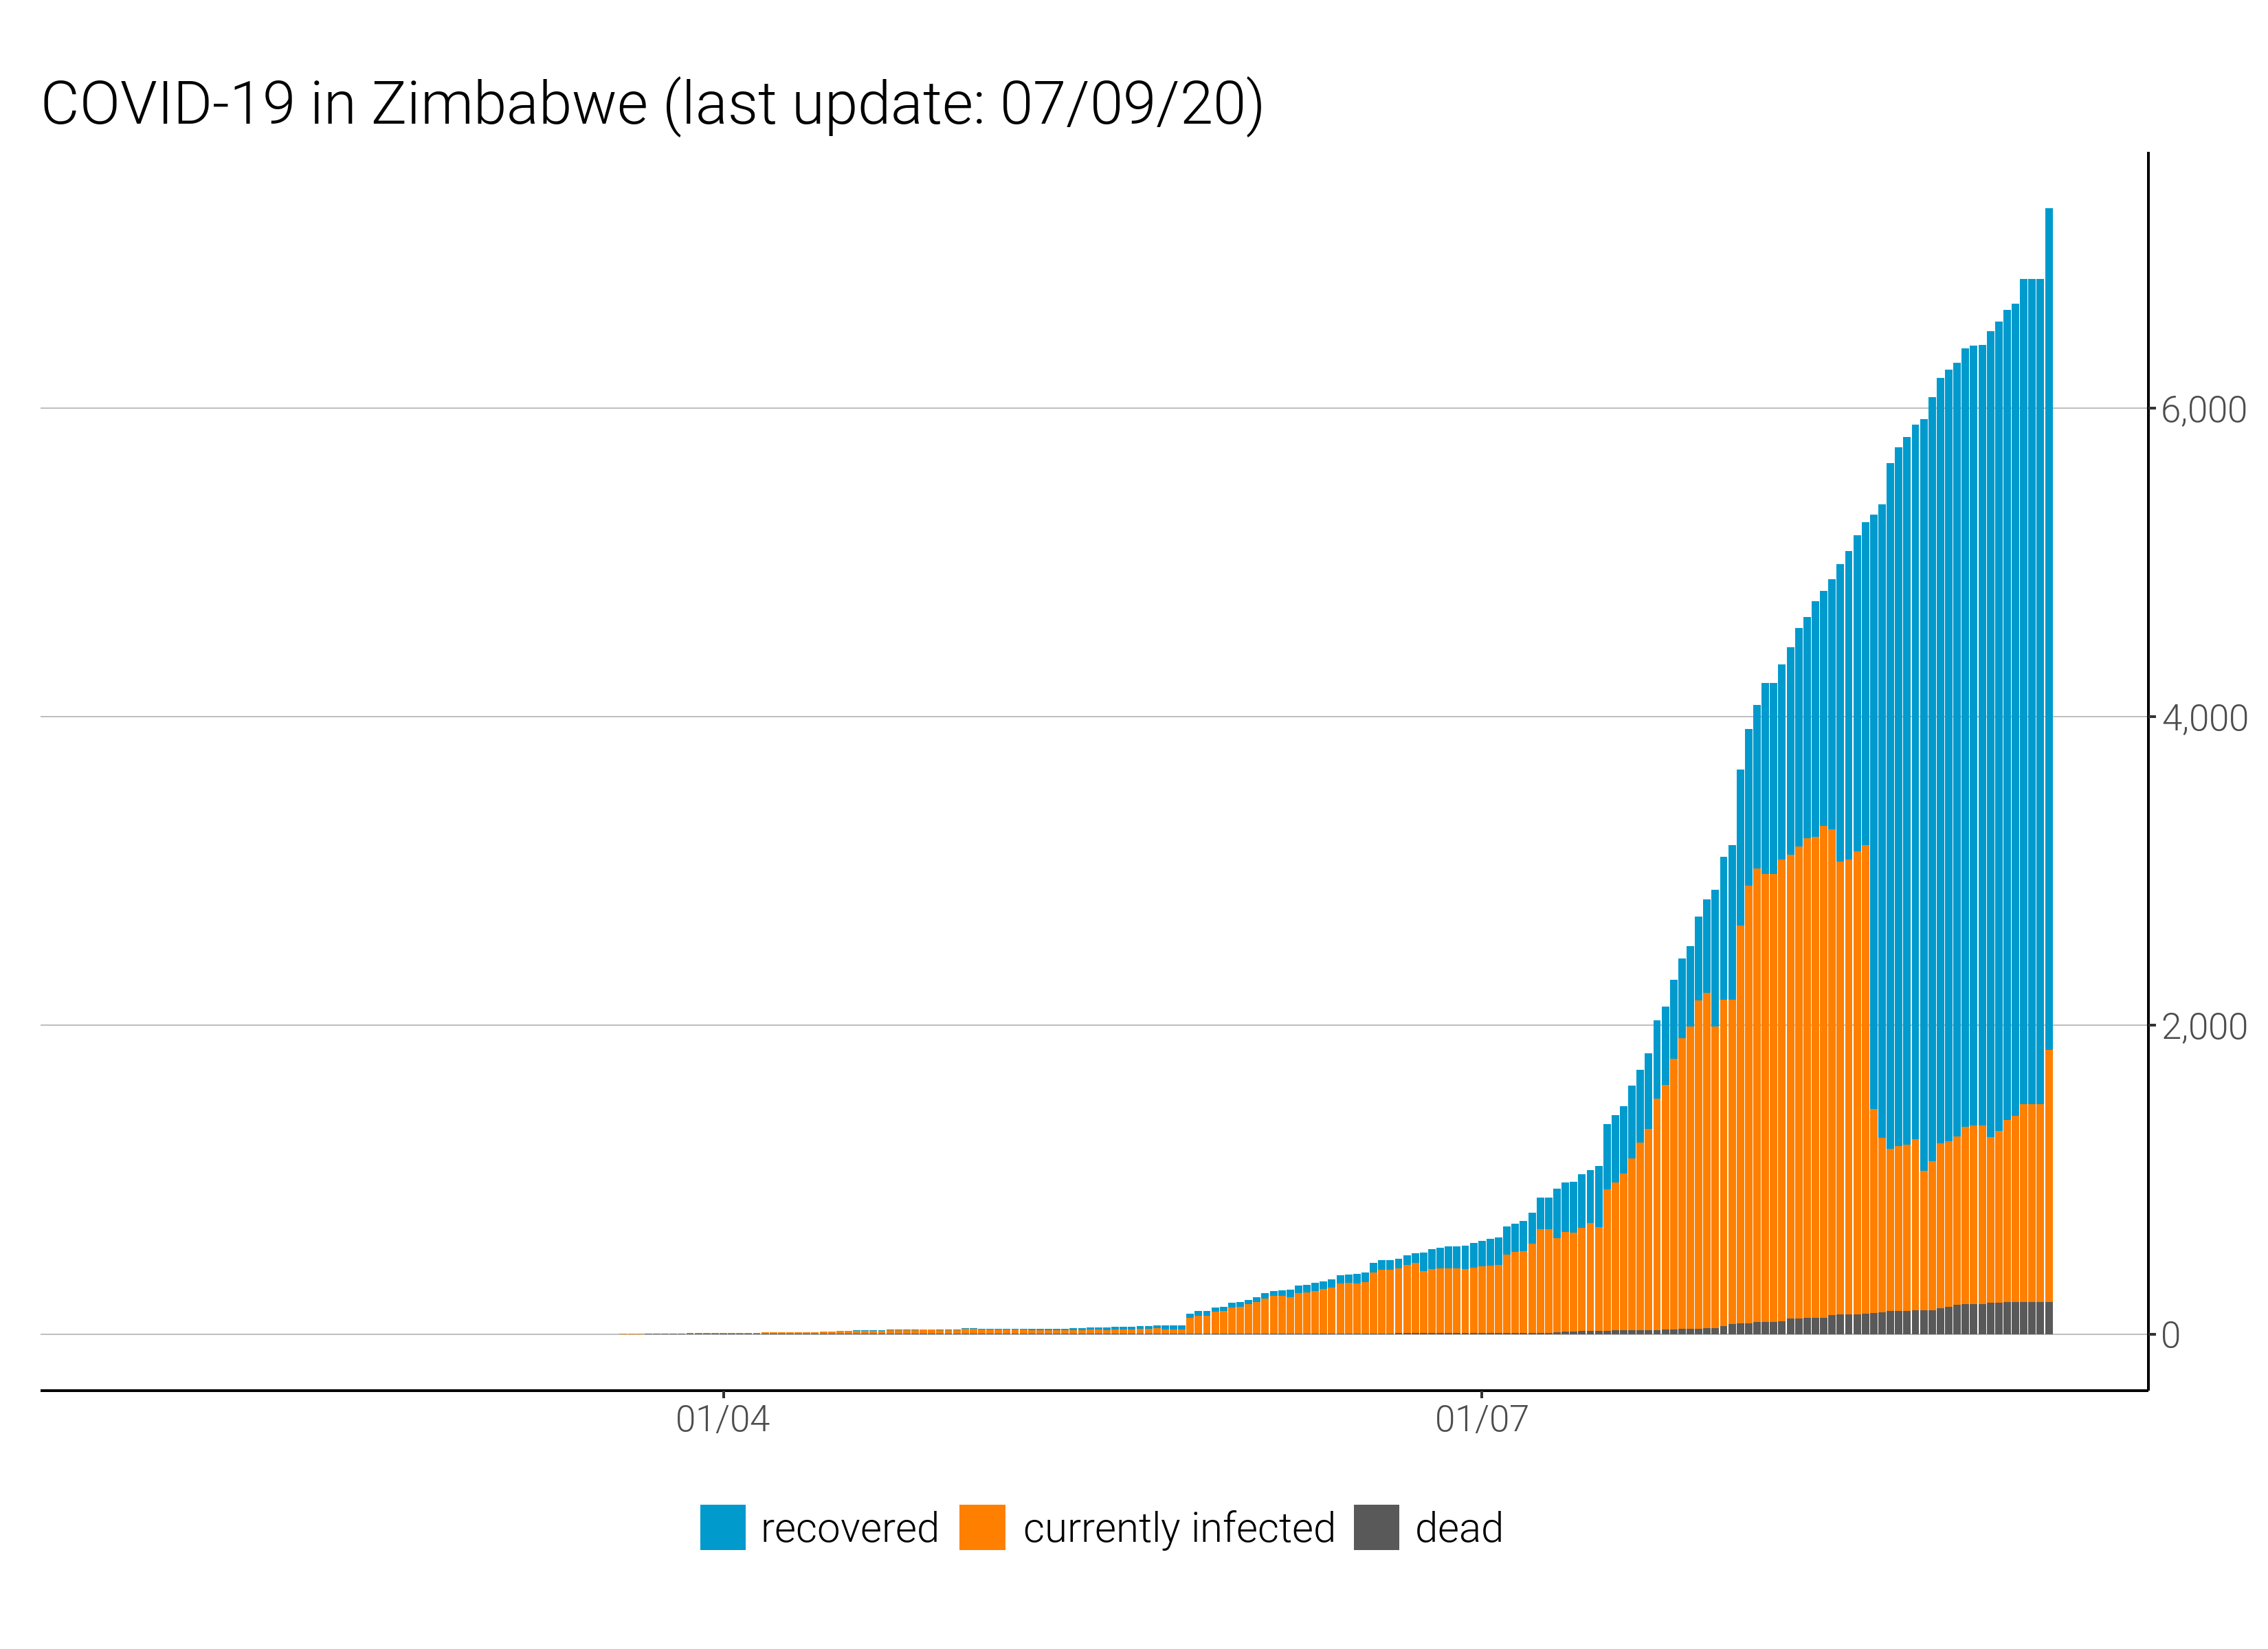 COVID-19 in Zimbabwe (last update: 07/09/20)
6,000
4,000
2,000
0
01/04 01/07
recovered currently infected dead